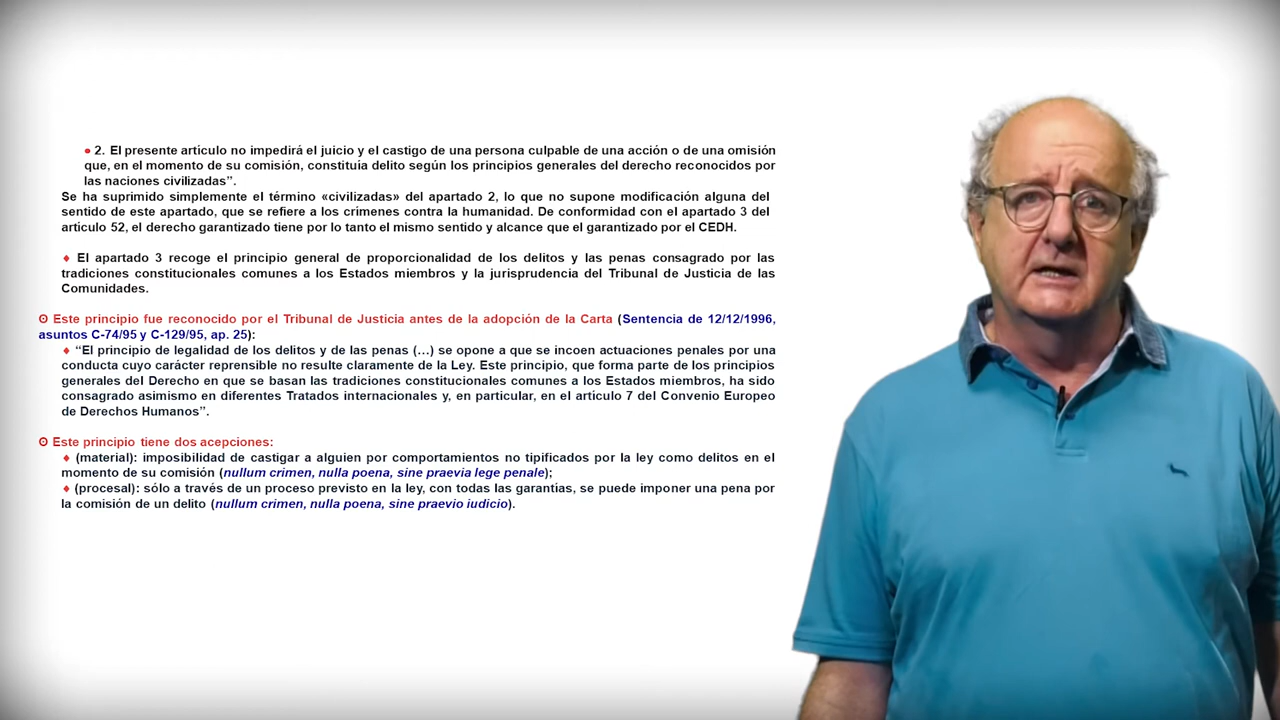 ● 2. El presente artículo no impedirá el juicio y el castigo de una persona culpable de una acción o de una omisión
que, en el momento de su comisión, constituía delito según los principios generales del derecho reconocidos por
las naciones civilizadas”.
Se ha suprimido simplemente el término «civilizadas» del apartado 2, lo que no supone modificación alguna del
sentido de este apartado, que se refiere a los crímenes contra la humanidad. De conformidad con el apartado 3 del
artículo 52, el derecho garantizado tiene por lo tanto el mismo sentido y alcance que el garantizado por el CEDH.
♦ El apartado 3 recoge el principio general de proporcionalidad de los delitos y las penas consagrado por las
tradiciones constitucionales comunes a los Estados miembros y la jurisprudencia del Tribunal de Justicia de las
Comunidades.
ʘ Este principio fue reconocido por el Tribunal de Justicia antes de la adopción de la Carta (Sentencia de 12/12/1996,
asuntos C-74/95 y C-129/95, ap. 25):
♦ “El principio de legalidad de los delitos y de las penas (…) se opone a que se incoen actuaciones penales por una
conducta cuyo carácter reprensible no resulte claramente de la Ley. Este principio, que forma parte de los principios
generales del Derecho en que se basan las tradiciones constitucionales comunes a los Estados miembros, ha sido
consagrado asimismo en diferentes Tratados internacionales y, en particular, en el artículo 7 del Convenio Europeo
de Derechos Humanos”.
ʘ Este principio tiene dos acepciones:
♦ (material): imposibilidad de castigar a alguien por comportamientos no tipificados por la ley como delitos en el
momento de su comisión (nullum crimen, nulla poena, sine praevia lege penale);
♦ (procesal): sólo a través de un proceso previsto en la ley, con todas las garantías, se puede imponer una pena por
la comisión de un delito (nullum crimen, nulla poena, sine praevio iudicio).